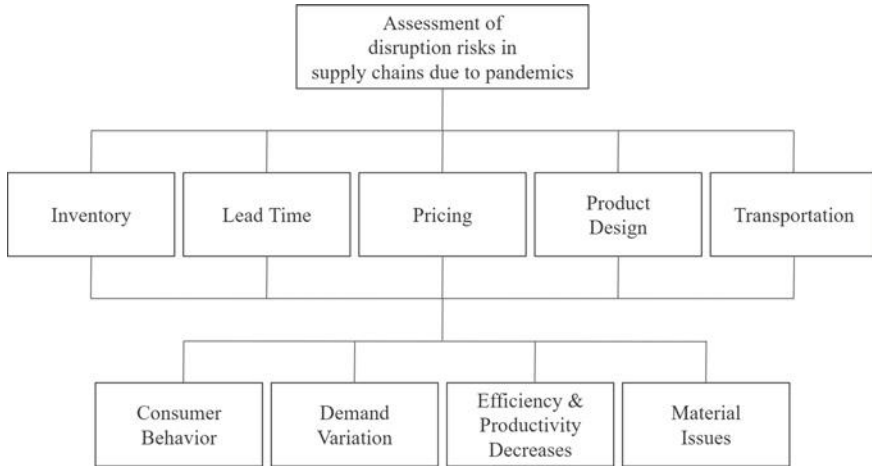 Assessment of
disruption risks in
supply chains due to pandemics
Inventory
Lead Time
Pricing
Product
Design
Transportation
Consumer
Behavior
Demand
Variation
Efficiency &
Productivity
Decreases
Material
Issues